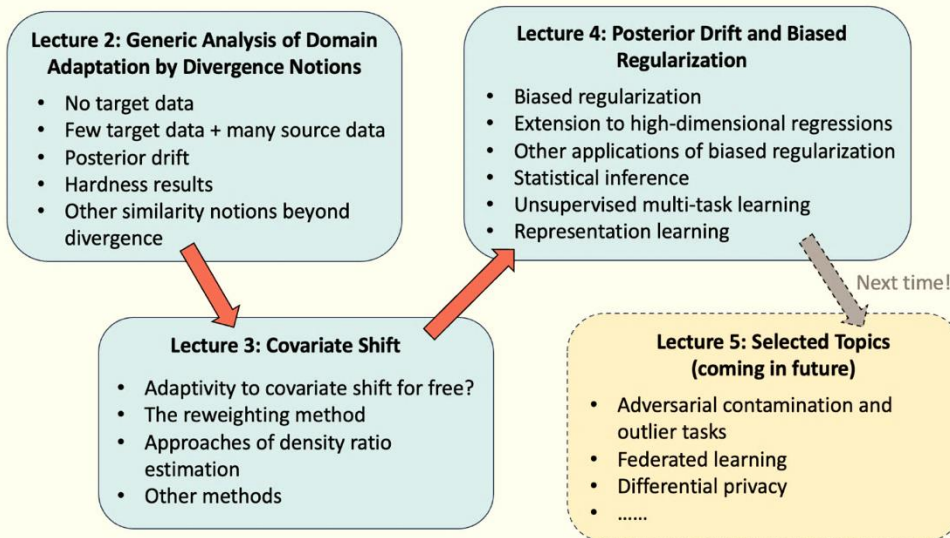 Lecture 2: Generic Analysis of Domain
Adaptation by Divergence Notions
• No target data
• Few target data + many source data
• Posterior drift
• Hardness results
• Other similarity notions beyond
divergence
Lecture 3: Covariate Shift
• Adaptivity to covariate shift for free?
• The reweighting method
• Approaches of density ratio
estimation
• Other methods
Lecture 4: Posterior Drift and Biased
Regularization
• Biased regularization
• Extension to high-dimensional regressions
• Other applications of biased regularization
• Statistical inference
• Unsupervised multi-task learning
• Representation learning
Next time!
Lecture 5: Selected Topics
(coming in future)
• Adversarial contamination and
outlier tasks
• Federated learning
• Differential privacy
• ......